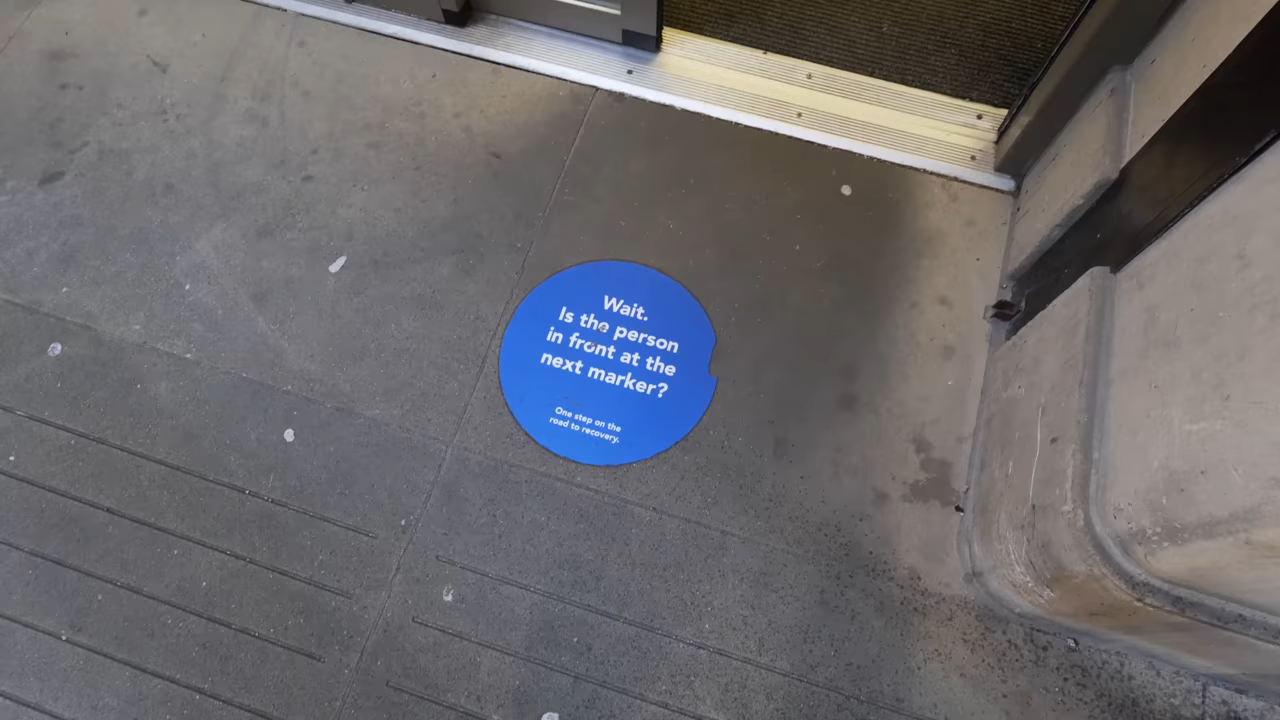 Wait.
Is the person
in front at the
next marker?
One step on the
road to recovery.